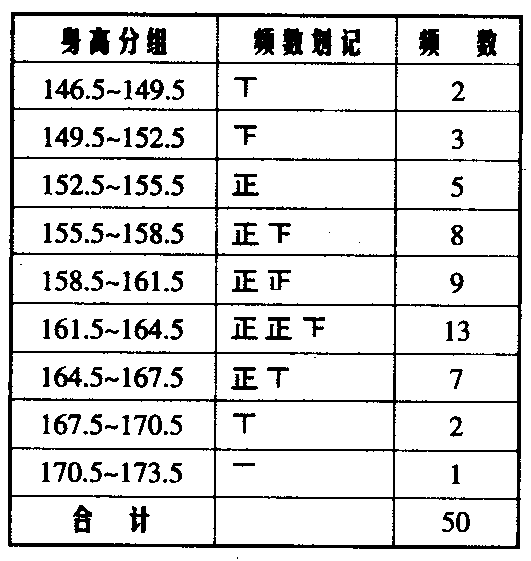 身高分组 频数划记 频 数
146.5~149.5 丅 2
149.5~152.5 下 3
152.5~155.5 正 5
155.5~158.5 正下 8
158.5~161.5 正正 9
161.5~164.5 正正下 13
164.5~167.5 正丅 7
167.5~170.5 丅 2
170.5~173.5 一 1
合 计 50